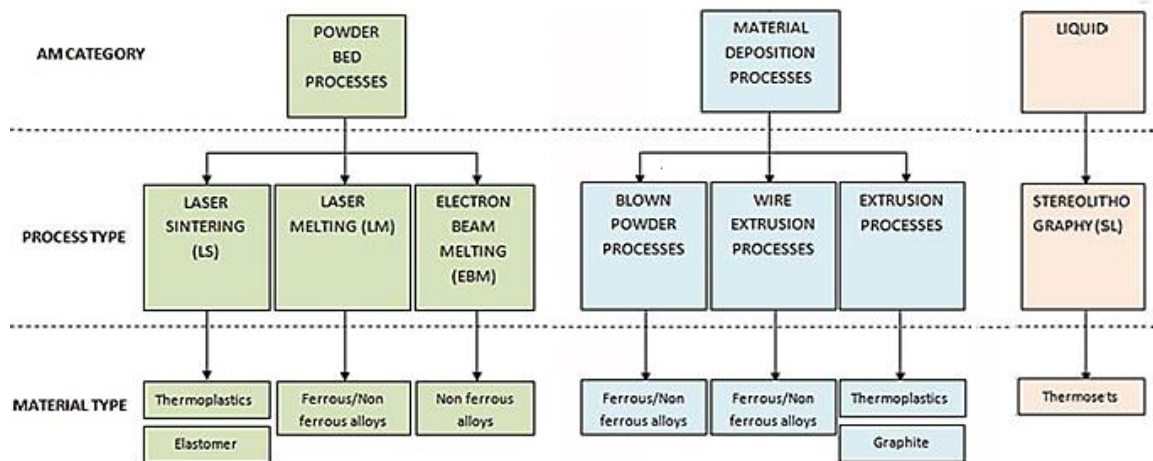 AM CATEGORY
POWDER
BED
PROCESSES
MATERIAL
DEPOSITION
PROCESSES
LIQUID
PROCESS TYPE
LASER
SINTERING
(LS)
LASER
MELTING (LM)
ELECTRON
BEAM
MELTING
(EBM)
BLOWN
POWDER
PROCESSES
WIRE
EXTRUSION
PROCESSES
EXTRUSION
PROCESSES
STEREOLITHO
GRAPHY(SL)
MATERIAL TYPE
Thermoplastics
Elastomer
Ferrous/Non
ferrous alloys
Non ferrous
alloys
Ferrous/Non
ferrous alloys
Ferrous/Non
ferrous alloys
Thermoplastics
Graphite
Thermosets